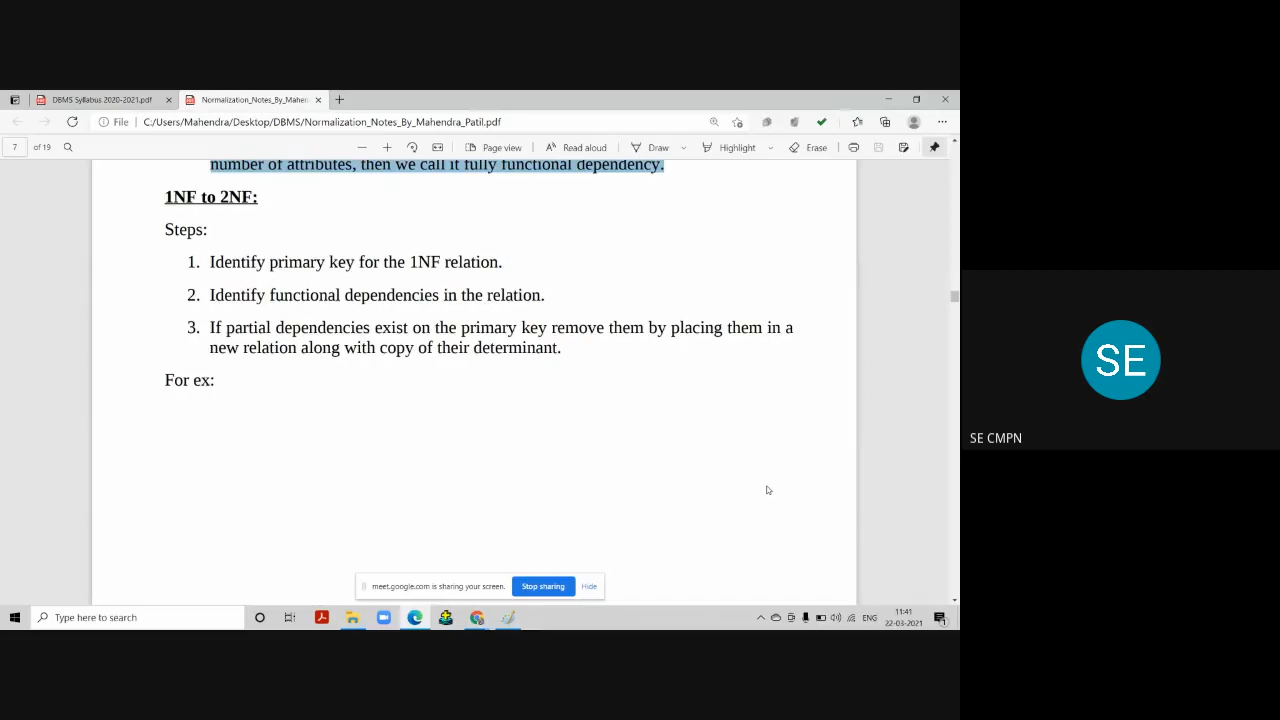 DBMS Syllabus 2020-2021.pdf
Normalization_Notes_By_Mahen
File
C:/Users/Mahendra/Desktop/DBMS/Normalization_Notes_By_Mahendra_Patil.pdf
7 of 19 Page view Read aloud Draw Highlight Erase
number of attributes, then we call it fully functional dependency.
1NF to 2NF:
Steps:
1. Identify primary key for the 1NF relation.
2. Identify functional dependencies in the relation.
3. If partial dependencies exist on the primary key remove them by placing them in a
new relation along with copy of their determinant.
For ex:
SE
SE CMPN
meet.google.com is sharing your screen. Stop sharing Hide
Type here to search
ENG
11:41
22-03-2021